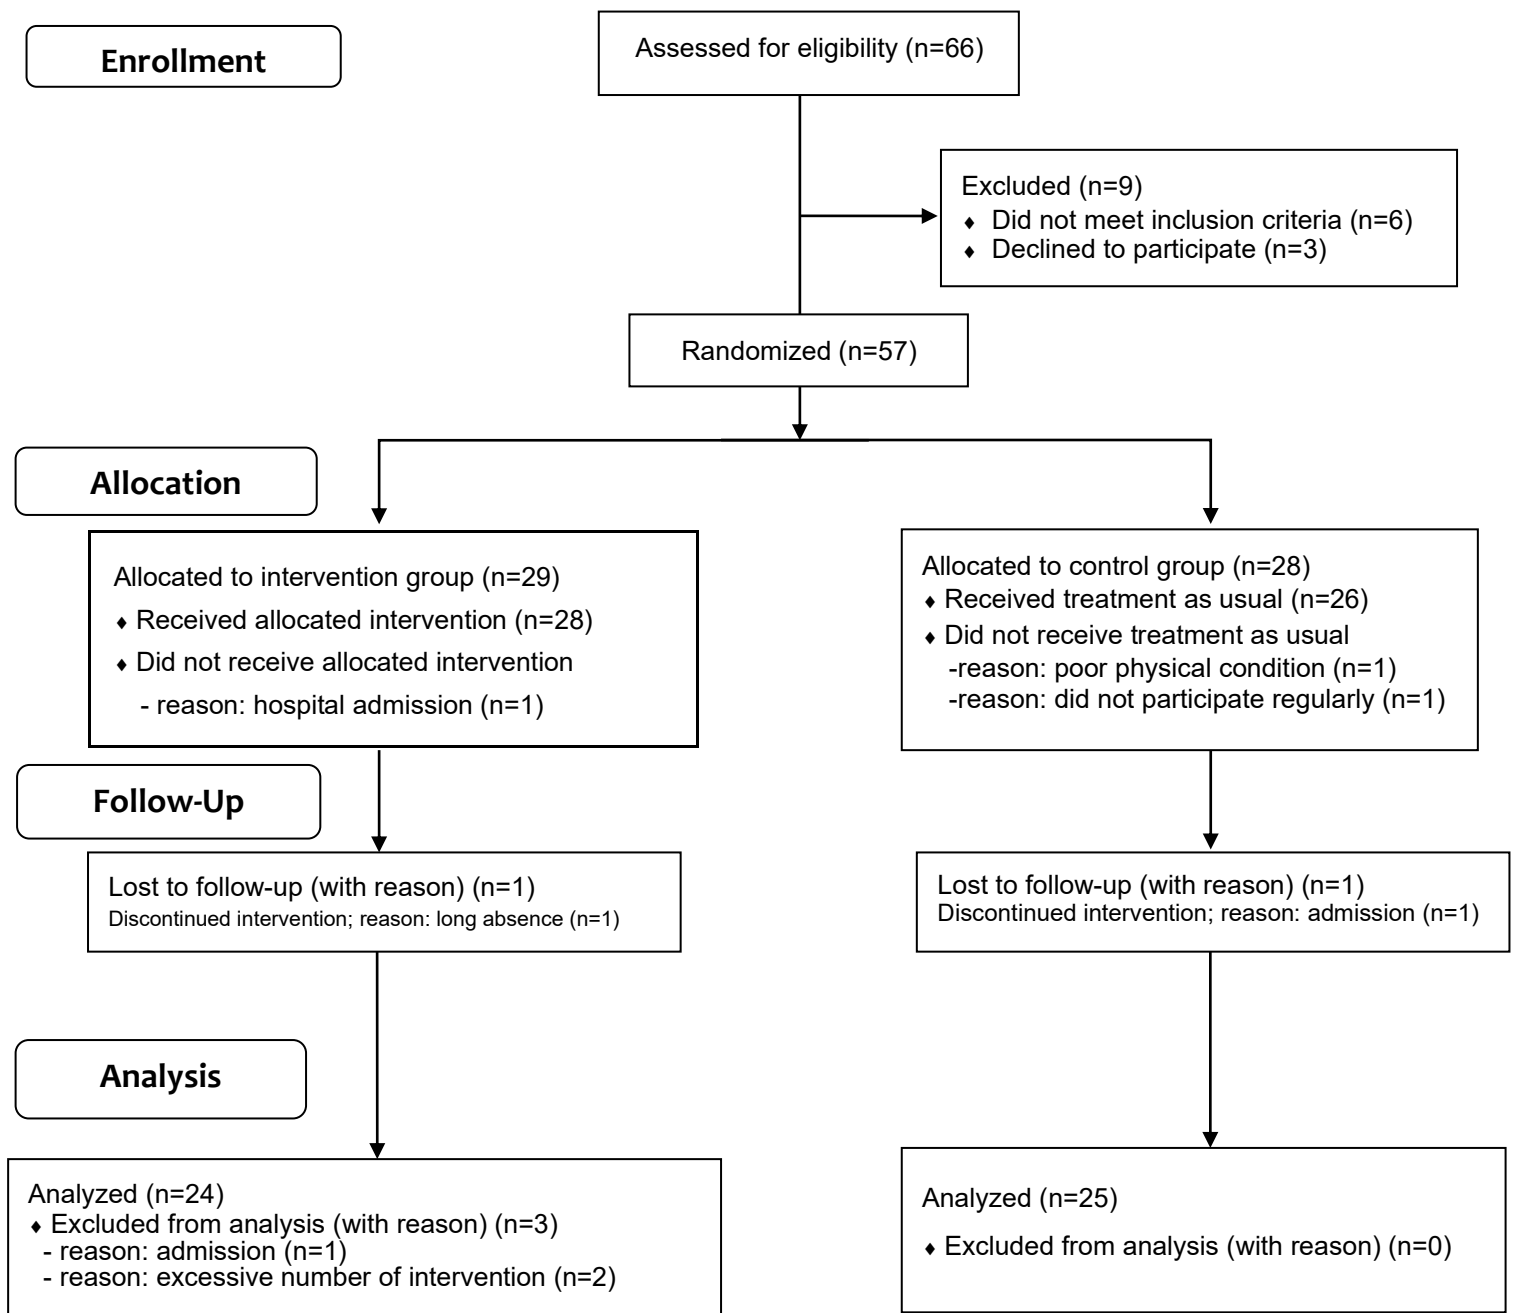 Enrollment
Assessed for eligibility (n=66)
Excluded (n=9)
♦ Did not meet inclusion criteria (n=6)
♦ Declined to participate (n=3)
Randomized (n=57)
Allocation
Allocated to intervention group (n=29)
♦ Received allocated intervention (n=28)
♦ Did not receive allocated intervention
- reason: hospital admission (n=1)
Allocated to control group (n=28)
♦ Received treatment as usual (n=26)
♦ Did not receive treatment as usual
-reason: poor physical condition (n=1)
-reason: did not participate regularly (n=1)
Follow-Up
Lost to follow-up (with reason) (n=1)
Discontinued intervention; reason: long absence (n=1)
Lost to follow-up (with reason) (n=1)
Discontinued intervention; reason: admission (n=1)
Analysis
Analyzed (n=24)
♦ Excluded from analysis (with reason) (n=3)
- reason: admission (n=1)
- reason: excessive number of intervention (n=2)
Analyzed (n=25)
♦ Excluded from analysis (with reason) (n=0)